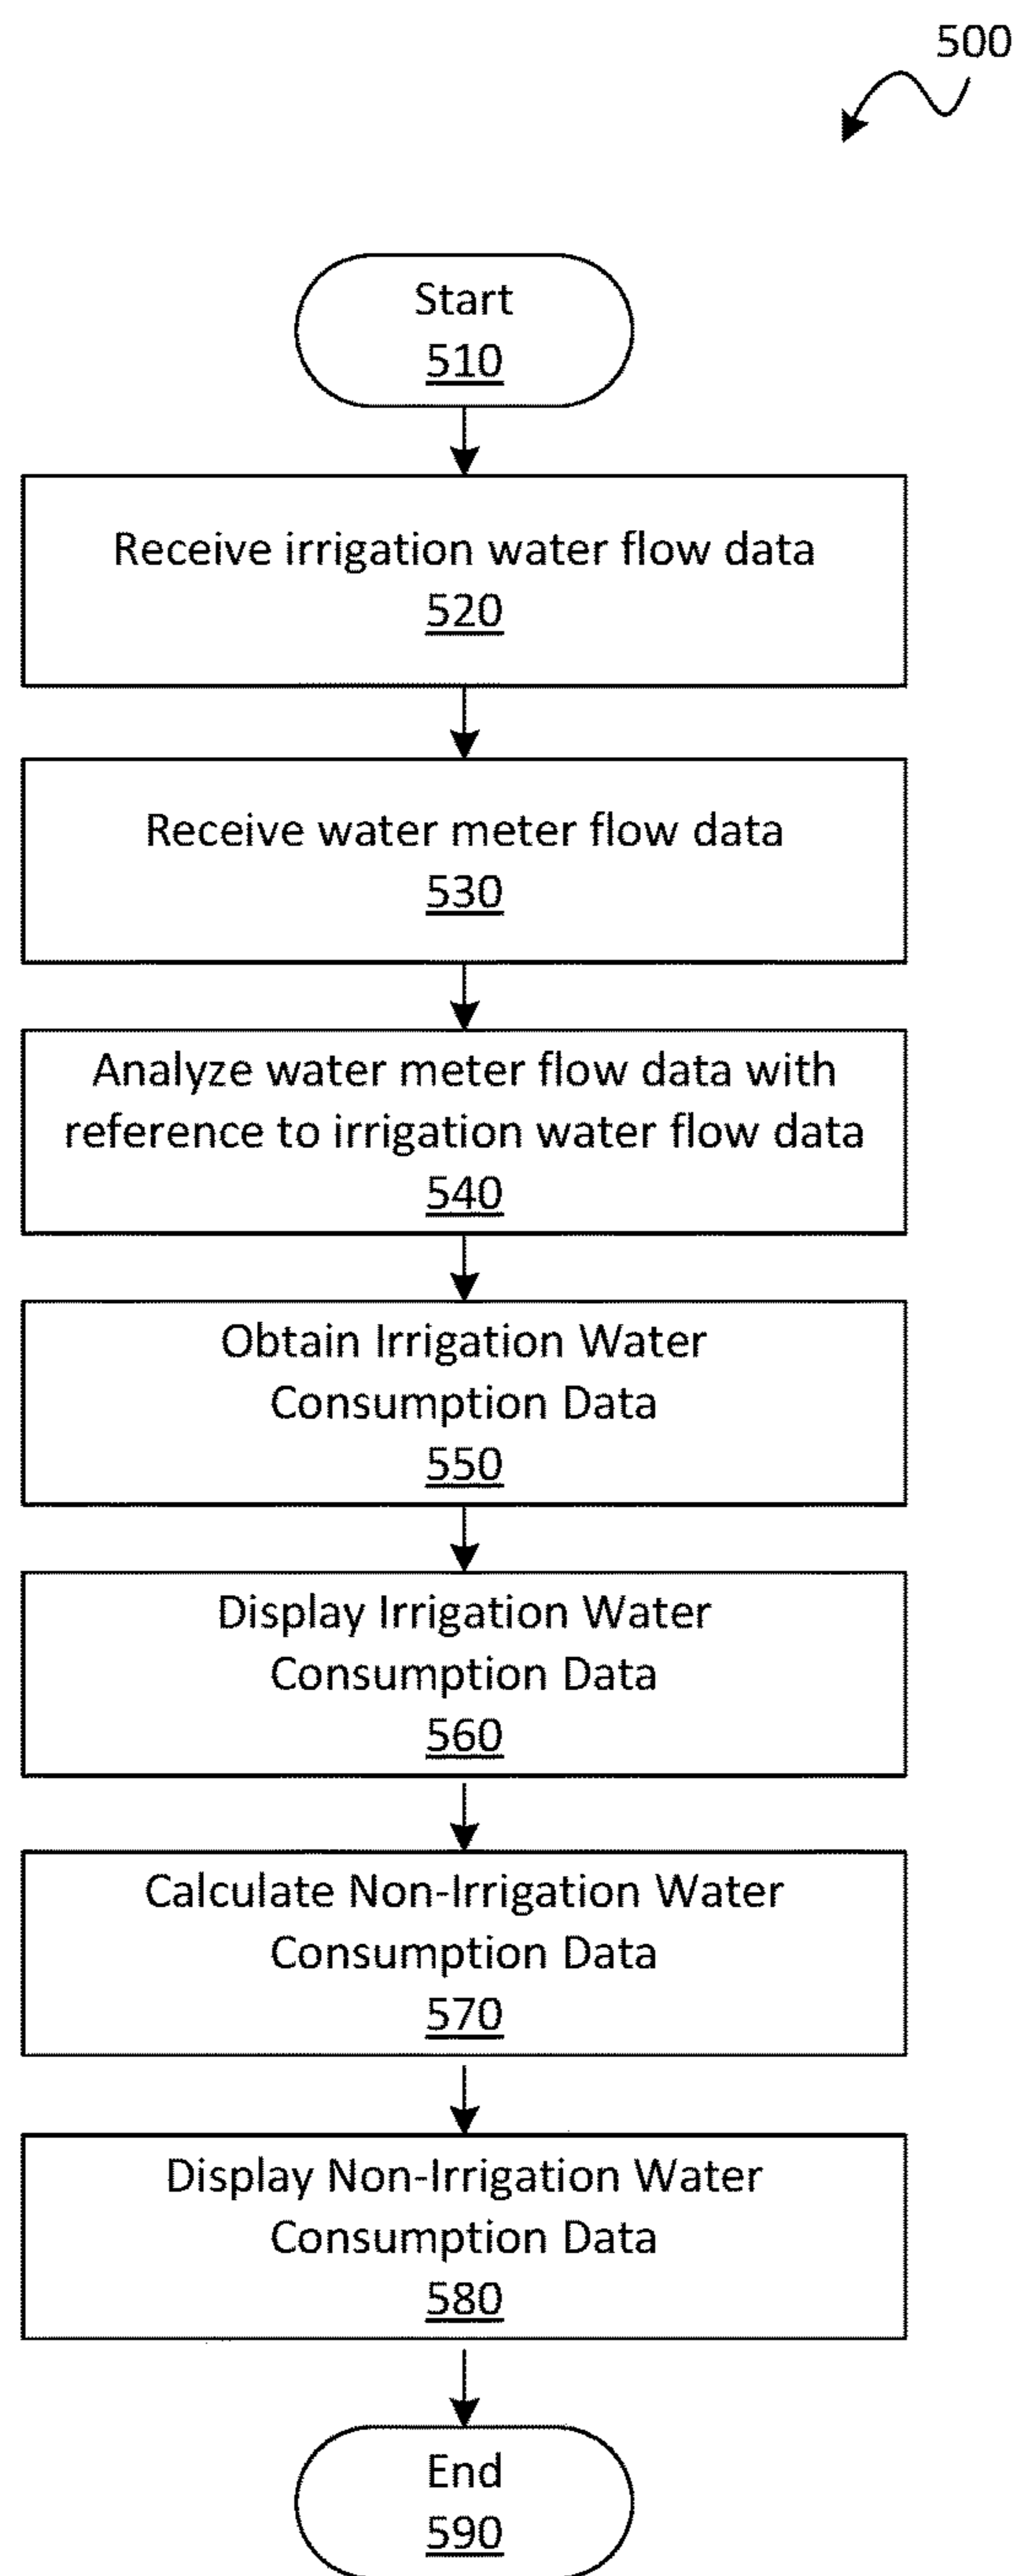 500
Start
510
Receive irrigation water flow data
520
Receive water meter flow data
530
Analyze water meter flow data with
reference to irrigation water flow data
540
Obtain Irrigation Water
Consumption Data
550
Display Irrigation Water
Consumption Data
560
Calculate Non-Irrigation Water
Consumption Data
570
Display Non-Irrigation Water
Consumption Data
580
End
590